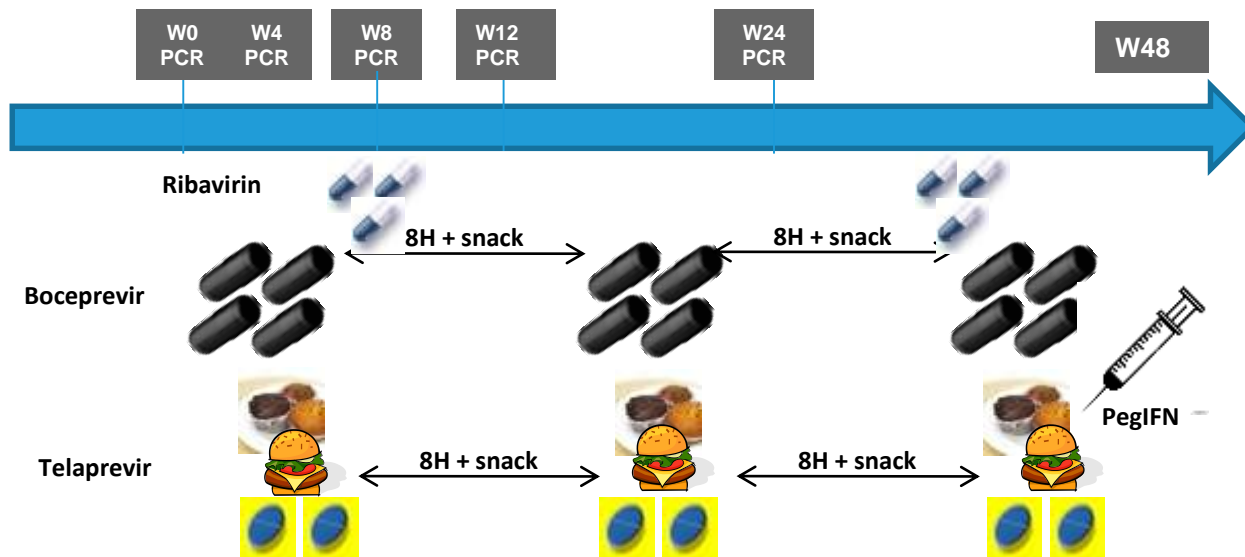 W0 W4
PCR PCR
W8
PCR
W12
PCR
W24
PCR
W48
Ribavirin
8H + snack
8H + snack
Boceprevir
PegIFN
Telaprevir
8H + snack
8H + snack